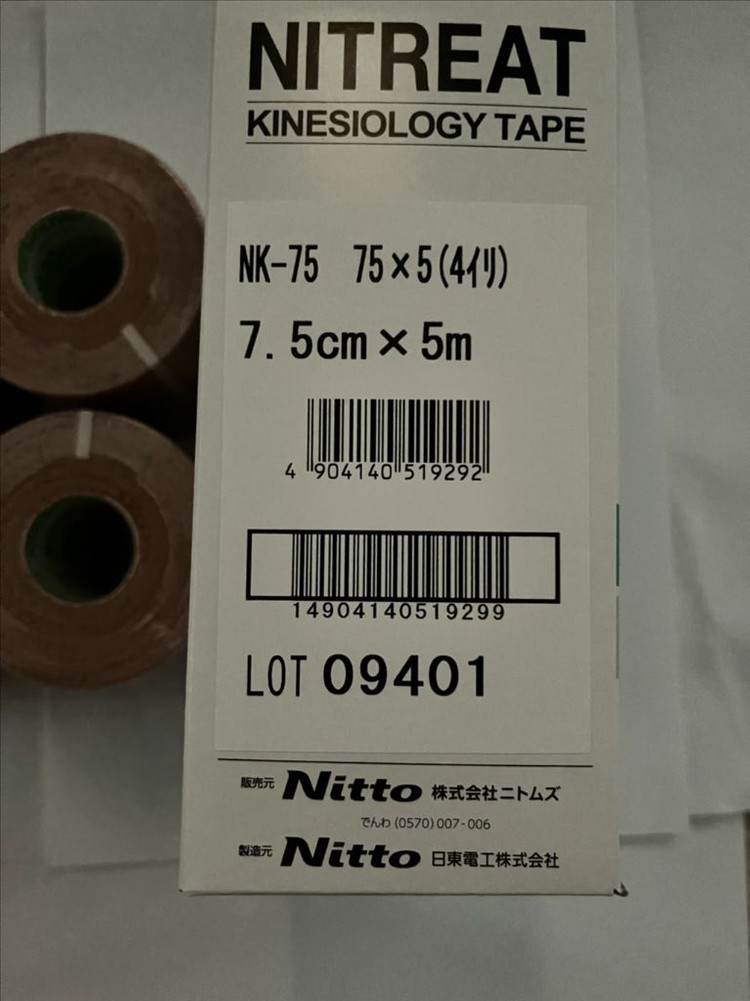 NITREAT
KINESIOLOGY TAPE
NK-75 75×5(4ｲﾘ)
7.5cm×5m
4 904140 519292
14904140519299
LOT 09401
販売元 Nitto 株式会社ニトムズ
でんわ (0570) 007-006
製造元 Nitto 日東電工株式会社